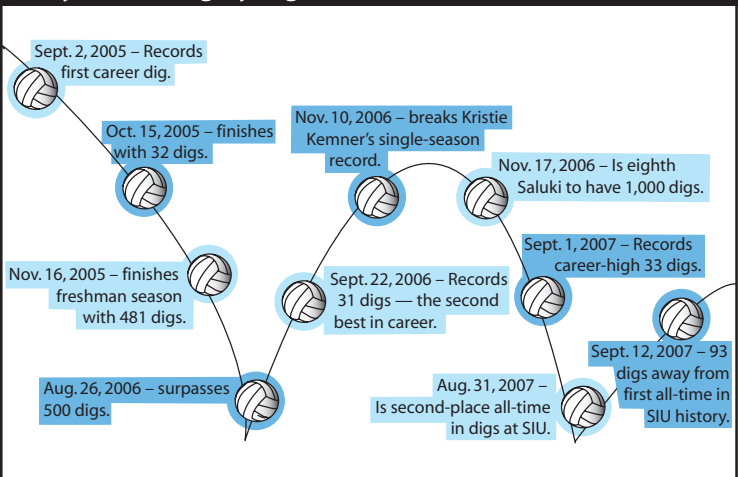 Sept. 2, 2005 – Records
first career dig.
Oct. 15, 2005 – finishes
with 32 digs.
Nov. 16, 2005 – finishes
freshman season
with 481 digs.
Aug. 26, 2006 – surpasses
500 digs.
Sept. 22, 2006 – Records
31 digs — the second
best in career.
Nov. 10, 2006 – breaks Kristie
Kemner’s single-season
record.
Nov. 17, 2006 – Is eighth
Saluki to have 1,000 digs.
Aug. 31, 2007 –
Is second-place all-time
in digs at SIU.
Sept. 1, 2007 – Records
career-high 33 digs.
Sept. 12, 2007 – 93
digs away from
first all-time in
SIU history.